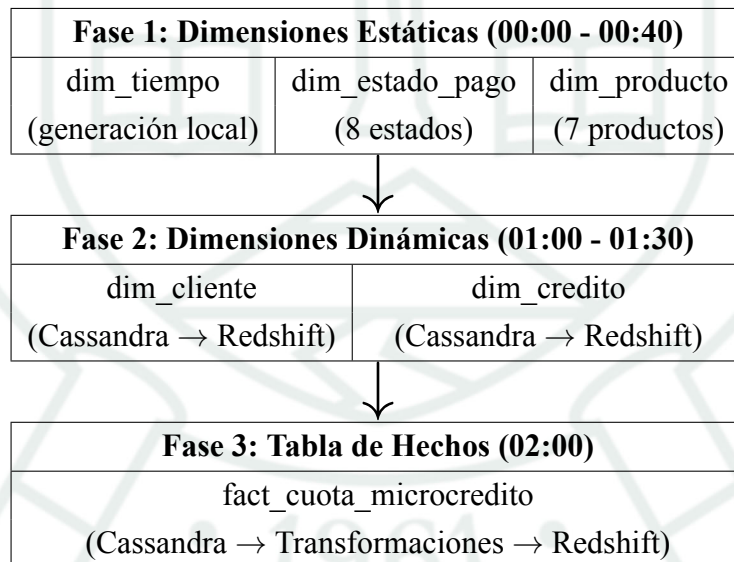 Fase 1: Dimensiones Estáticas (00:00 - 00:40)
dim_tiempo dim_estado_pago dim_producto
(generación local) (8 estados) (7 productos)
Fase 2: Dimensiones Dinámicas (01:00 - 01:30)
dim_cliente dim_credito
(Cassandra → Redshift) (Cassandra → Redshift)
Fase 3: Tabla de Hechos (02:00)
fact_cuota_microcredito
(Cassandra → Transformaciones → Redshift)
• 1961 •